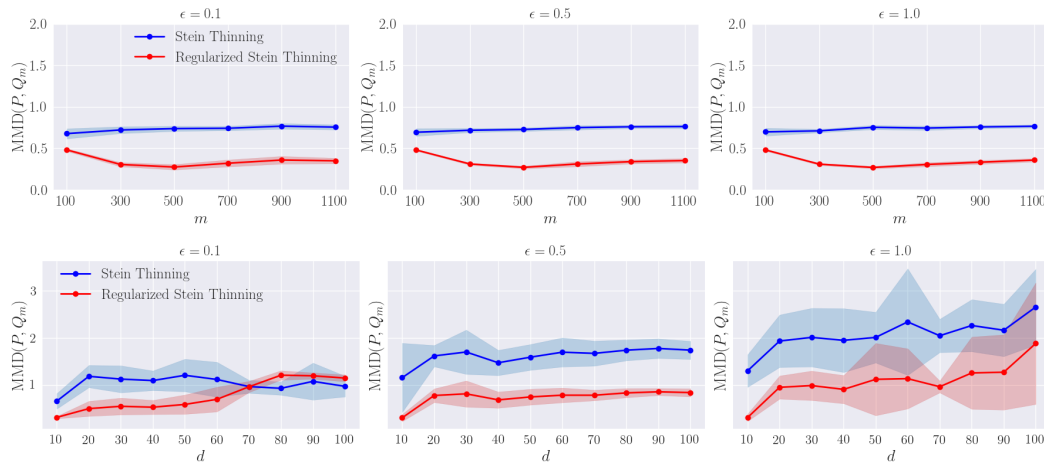 ϵ = 0.1
ϵ = 0.5
ϵ = 1.0
2.0
1.5
1.0
0.5
0.0
MMD(P, Q_m)
Stein Thinning
Regularized Stein Thinning
100 300 500 700 900 1100
m
2.0
1.5
1.0
0.5
0.0
MMD(P, Q_m)
100 300 500 700 900 1100
m
2.0
1.5
1.0
0.5
0.0
MMD(P, Q_m)
100 300 500 700 900 1100
m
ϵ = 0.1
ϵ = 0.5
ϵ = 1.0
3
2
1
MMD(P, Q_m)
Stein Thinning
Regularized Stein Thinning
10 20 30 40 50 60 70 80 90 100
d
3
2
1
MMD(P, Q_m)
10 20 30 40 50 60 70 80 90 100
d
3
2
1
MMD(P, Q_m)
10 20 30 40 50 60 70 80 90 100
d